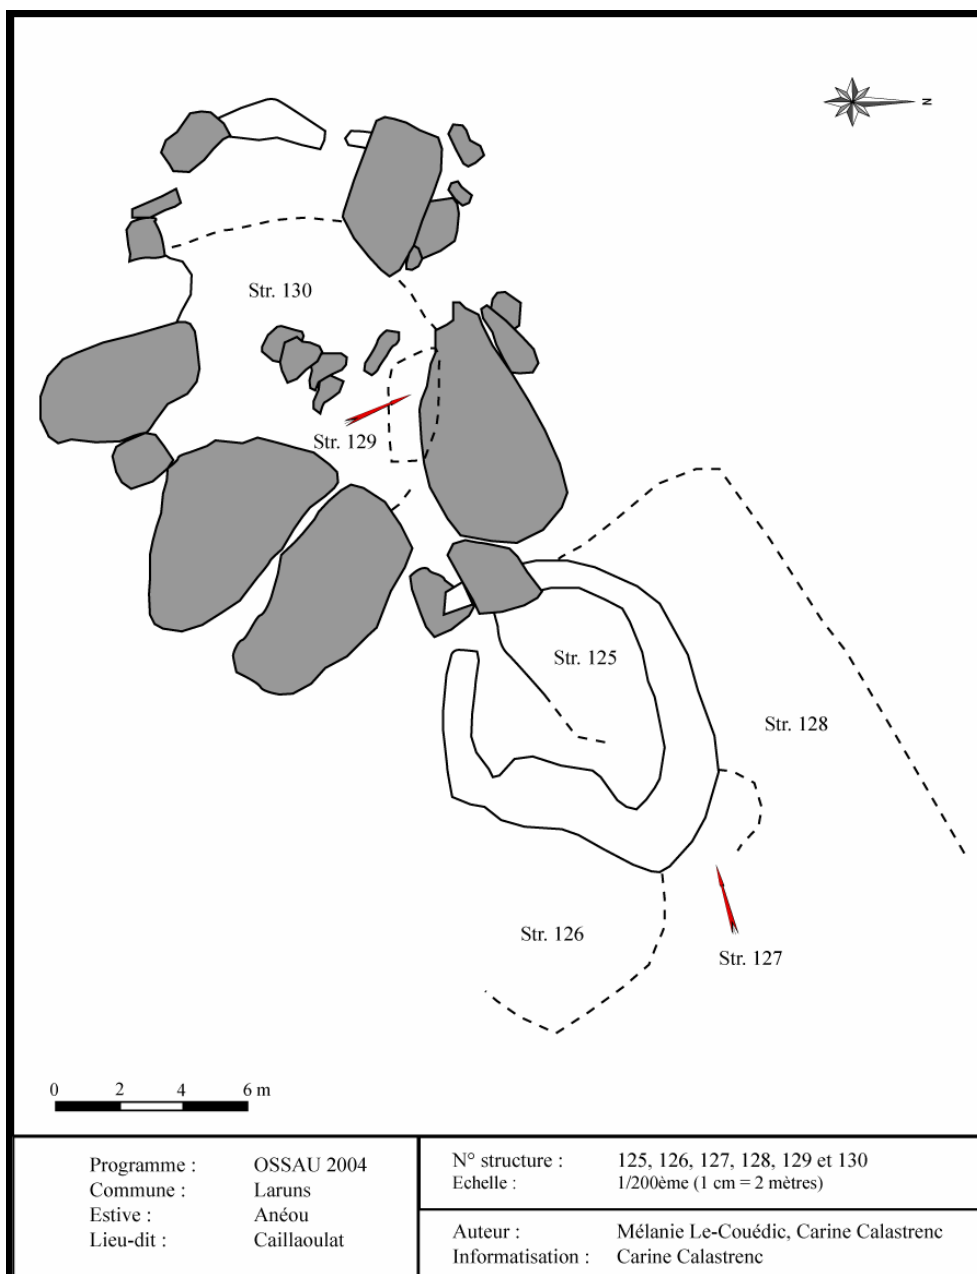 N
Str. 130
Str. 129
Str. 125
Str. 128
Str. 126
Str. 127
0 2 4 6 m
Programme : OSSAU 2004
Commune : Laruns
Estive : Anéou
Lieu-dit : Caillaoulat
N° structure : 125, 126, 127, 128, 129 et 130
Echelle : 1/200ème (1 cm = 2 mètres)
Auteur : Mélanie Le-Couédic, Carine Calastrenc
Informatisation : Carine Calastrenc